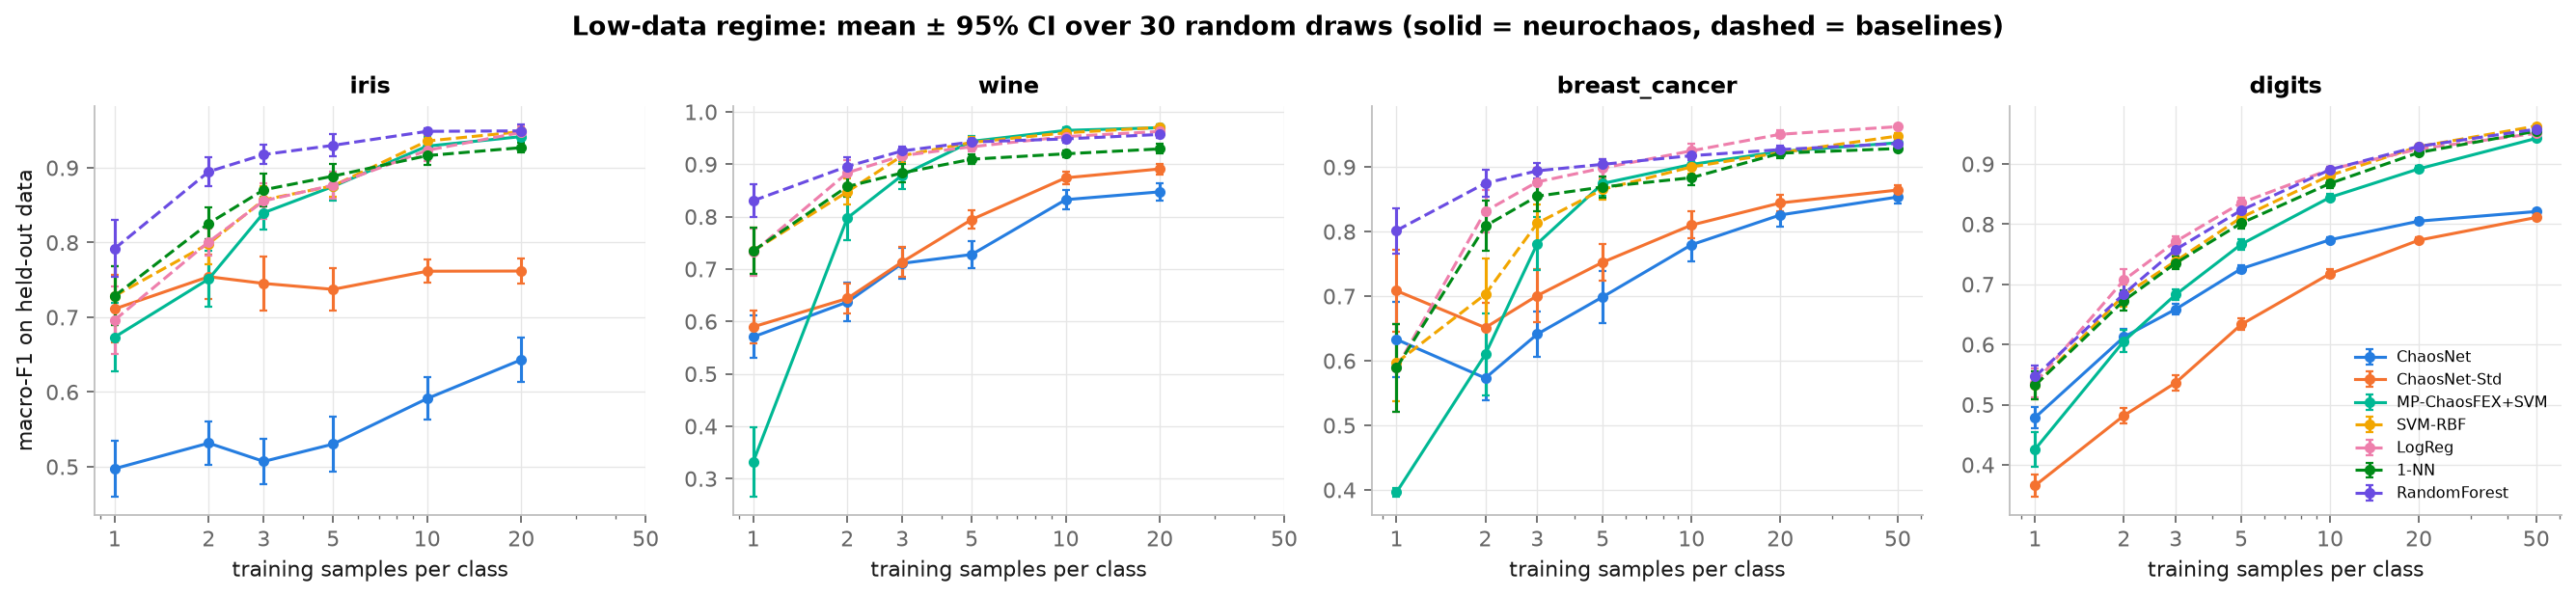 Low-data regime: mean ± 95% CI over 30 random draws (solid = neurochaos, dashed = baselines)
iris
wine
breast_cancer
digits
macro-F1 on held-out data
0.9
0.8
0.7
0.6
0.5
1 2 3 5 10 20 50
training samples per class
1.0
0.9
0.8
0.7
0.6
0.5
0.4
0.3
1 2 3 5 10 20 50
training samples per class
0.9
0.8
0.7
0.6
0.5
0.4
1 2 3 5 10 20 50
training samples per class
0.9
0.8
0.7
0.6
0.5
0.4
1 2 3 5 10 20 50
training samples per class
ChaosNet
ChaosNet-Std
MP-ChaosFEX+SVM
SVM-RBF
LogReg
1-NN
RandomForest